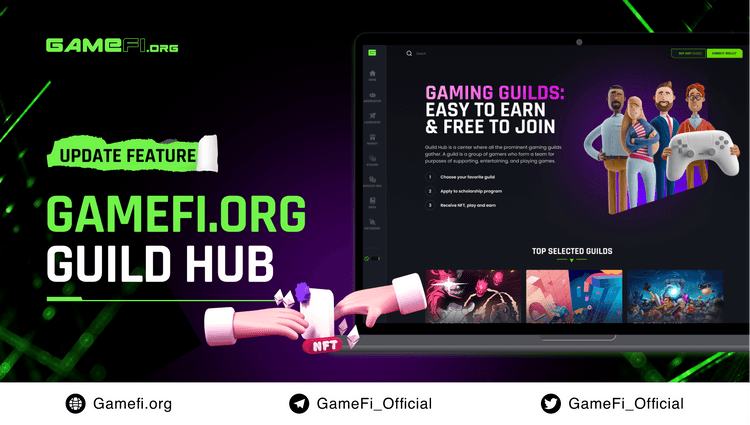 GAMEFI.ORG
UPDATE FEATURE
GAMEFI.ORG
GUILD HUB
NFT
Search
GAMING GUILDS:
EASY TO EARN
& FREE TO JOIN
Guild Hub is a center where all the prominent gaming guilds
gather. A guild is a group of gamers who form a team for
purposes of supporting, entertaining, and playing games.
1 Choose your favorite guild
2 Apply to scholarship program
3 Receive NFT, play and earn
TOP SELECTED GUILDS
Gamefi.org
GameFi_Official
GameFi_Official